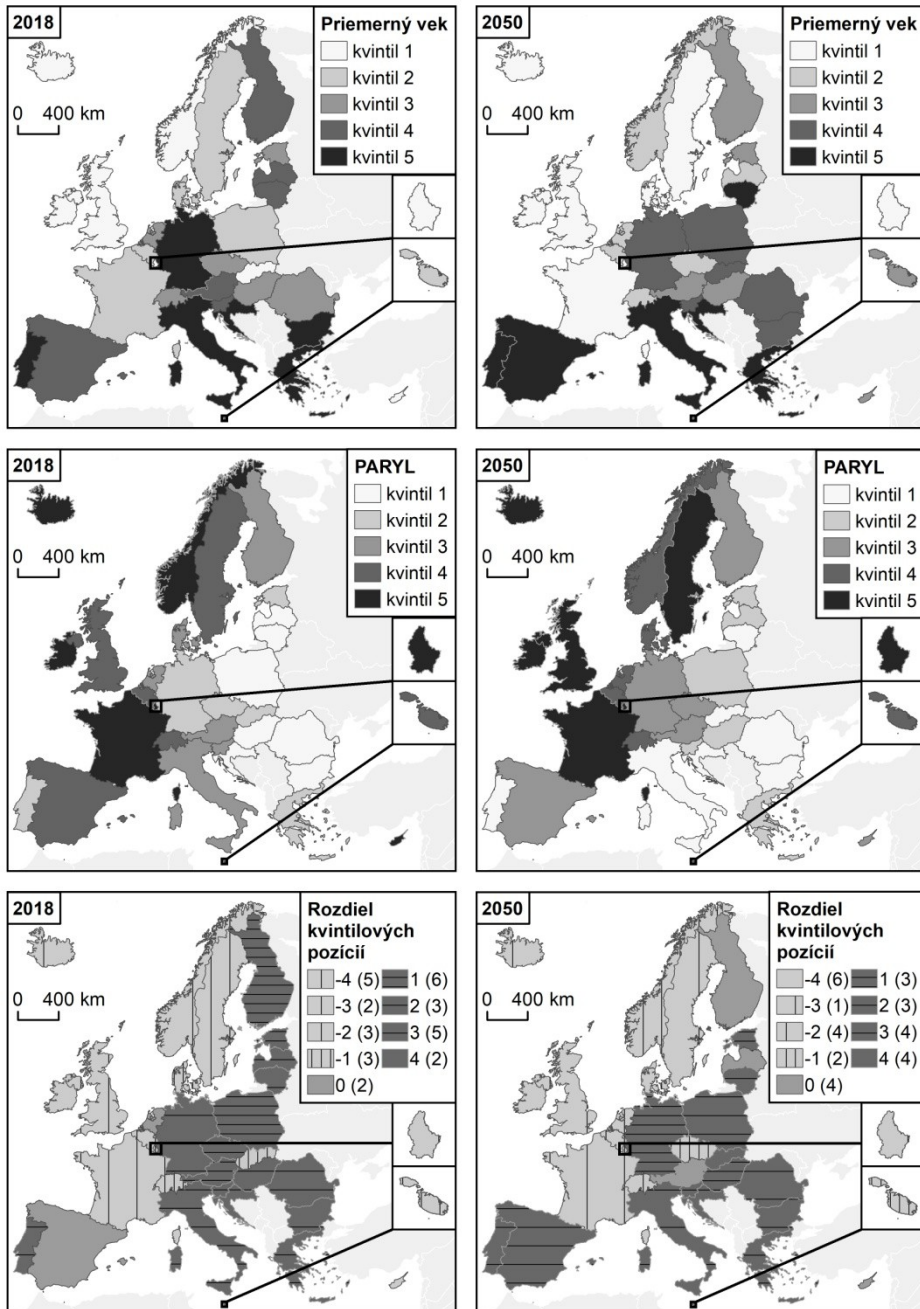 2018
Priemerný vek
kvintil 1
kvintil 2
kvintil 3
kvintil 4
kvintil 5
0 400 km
2050
Priemerný vek
kvintil 1
kvintil 2
kvintil 3
kvintil 4
kvintil 5
0 400 km
2018
PARYL
kvintil 1
kvintil 2
kvintil 3
kvintil 4
kvintil 5
0 400 km
2050
PARYL
kvintil 1
kvintil 2
kvintil 3
kvintil 4
kvintil 5
0 400 km
2018
Rozdiel
kvintilových
pozícií
-4 (5) 1 (6)
-3 (2) 2 (3)
-2 (3) 3 (5)
-1 (3) 4 (2)
0 (2)
0 400 km
2050
Rozdiel
kvintilových
pozícií
-4 (6) 1 (3)
-3 (1) 2 (3)
-2 (4) 3 (4)
-1 (2) 4 (4)
0 (4)
0 400 km